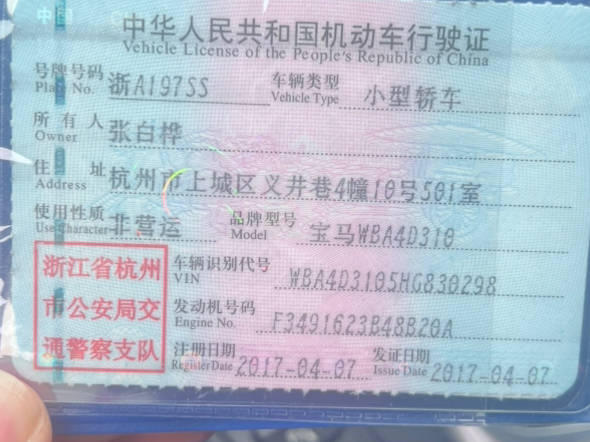 中华人民共和国机动车行驶证
Vehicle License of the People's Republic of China
号牌号码 浙A197SS 车辆类型 小型轿车
Plate No. Vehicle Type
所有人 张白桦
Owner
住址 杭州市上城区义井巷4幢10号501室
Address
使用性质 非营运 品牌型号 宝马WBA4D310
Use Character Model
浙江省杭州
市公安局交
通警察支队
车辆识别代号 WBA4D3105HG830298
VIN
发动机号码 F3491623B48B20A
Engine No.
注册日期 2017-04-07 发证日期 2017-04-07
Register Date Issue Date